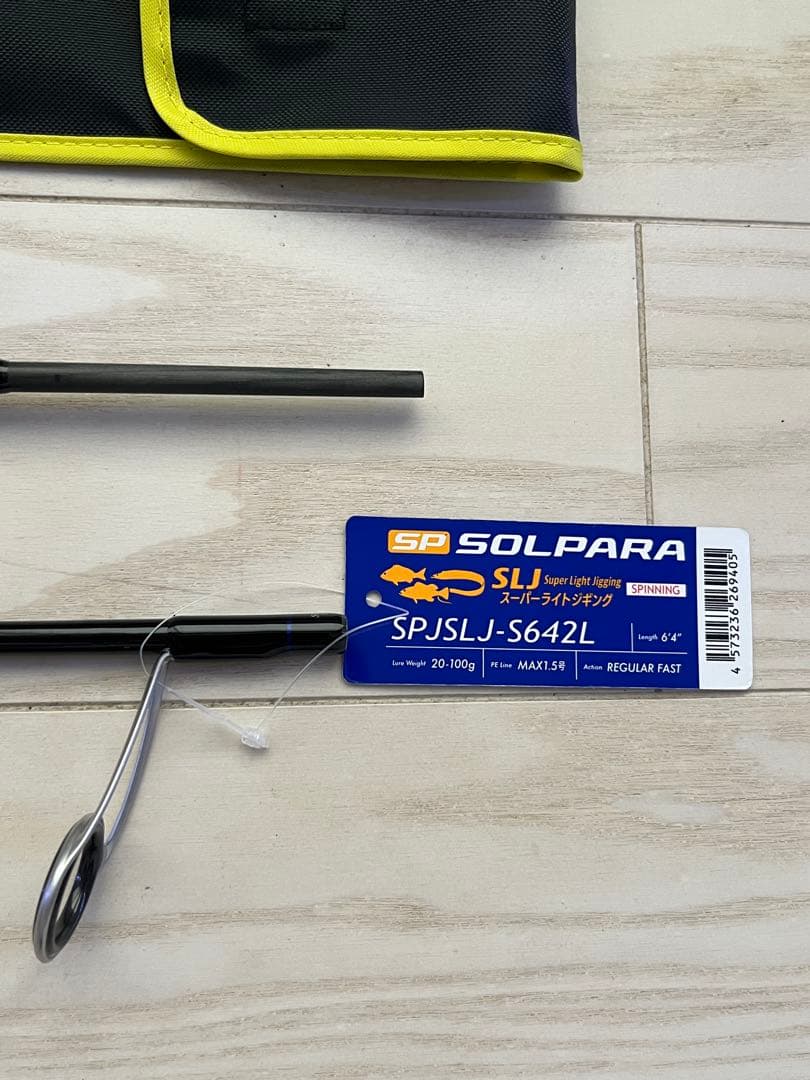 SP SOLPARA
SLJ Super Light Jigging
スーパーライトジギング
SPINNING
SPJSLJ-S642L
Length 6'4"
Lure Weight 20-100g
PE Line MAX1.5号
Action REGULAR FAST
4 573236 269405